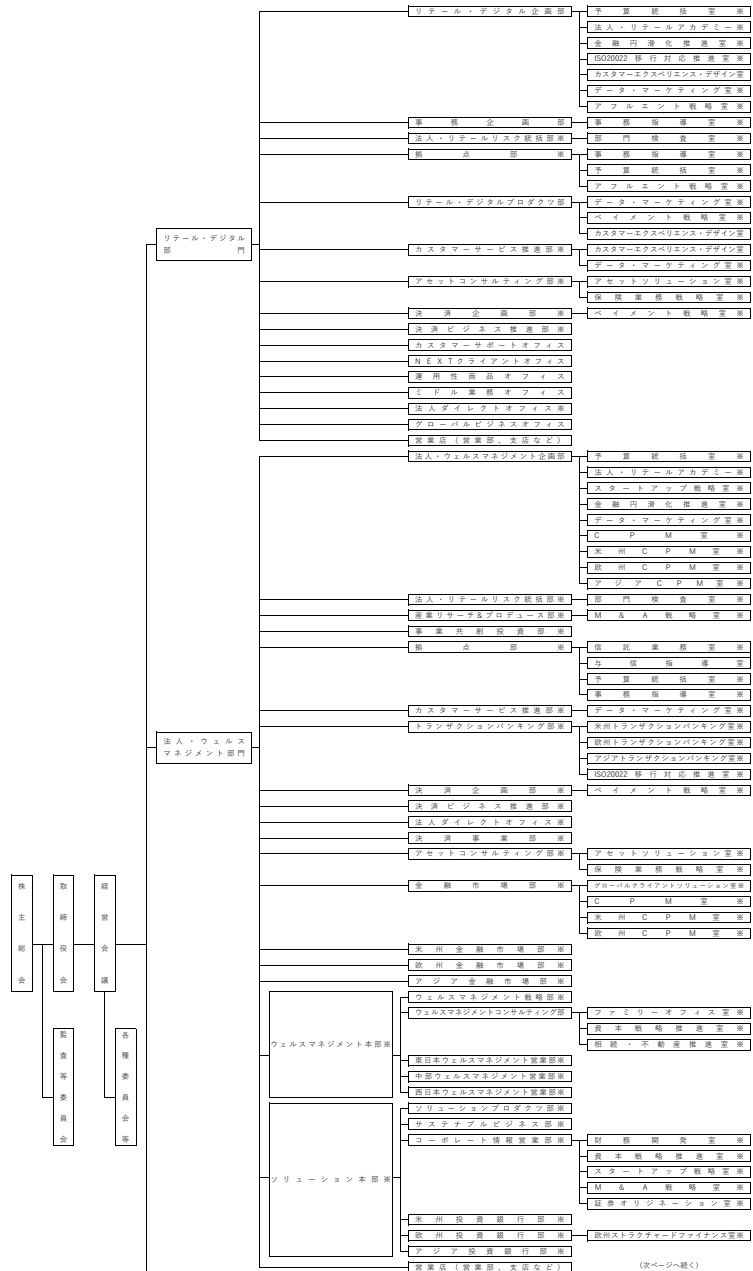 リテール・デジタル企画部
予算統括室※
法人・リテールアカデミー※
金融円滑化推進室※
ISO20022移行対応推進室※
カスタマーエクスペリエンス・デザイン室
データ・マーケティング室※
アフルエント戦略室※
事務企画部
事務指導室※
法人・リテールリスク統括部※
部門検査室※
拠点部※
事務指導室※
予算統括室※
アフルエント戦略室※
リテール・デジタルプロダクツ部
データ・マーケティング室※
ペイメント戦略室※
カスタマーエクスペリエンス・デザイン室
リテール・デジタル
部門
カスタマーサービス推進部※
カスタマーエクスペリエンス・デザイン室
データ・マーケティング室※
アセットコンサルティング部※
アセットソリューション室※
保険業務戦略室※
決済企画部※
ペイメント戦略室※
決済ビジネス推進部※
カスタマーサポートオフィス
NEXTクライアントオフィス
運用性商品オフィス
ミドル業務オフィス
法人ダイレクトオフィス※
グローバルビジネスオフィス
営業店（営業部、支店など）
法人・ウェルスマネジメント企画部
予算統括室※
法人・リテールアカデミー※
スタートアップ戦略室※
金融円滑化推進室※
データ・マーケティング室※
CPM室※
米州CPM室※
欧州CPM室※
アジアCPM室※
法人・リテールリスク統括部※
部門検査室※
産業リサーチ&プロデュース部※
M&A戦略室※
事業共創投資部※
拠点部※
信託業務室※
与信指導室
予算統括室※
事務指導室※
カスタマーサービス推進部※
データ・マーケティング室※
トランザクションバンキング部※
米州トランザクションバンキング室※
欧州トランザクションバンキング室※
アジアトランザクションバンキング室※
ISO20022移行対応推進室※
法人・ウェルス
マネジメント部門
決済企画部※
ペイメント戦略室※
決済ビジネス推進部※
法人ダイレクトオフィス※
決済事業部※
アセットコンサルティング部※
アセットソリューション室※
保険業務戦略室※
金融市場部※
グローバルクライアントソリューション室※
CPM室※
米州CPM室※
欧州CPM室※
株主総会
取締役会
経営会議
監査等委員会
各種委員会等
米州金融市場部※
欧州金融市場部※
アジア金融市場部※
ウェルスマネジメント本部※
ウェルスマネジメント戦略部※
ウェルスマネジメントコンサルティング部
ファミリーオフィス室※
資本戦略推進室※
相続・不動産推進室※
東日本ウェルスマネジメント営業部※
中部ウェルスマネジメント営業部※
西日本ウェルスマネジメント営業部※
ソリューション本部※
ソリューションプロダクツ部※
サステナブルビジネス部※
コーポレート情報営業部※
財務開発室※
資本戦略推進室※
スタートアップ戦略室※
M&A戦略室※
証券オリジネーション室※
米州投資銀行部※
欧州投資銀行部※
欧州ストラクチャードファイナンス室※
アジア投資銀行部※
営業店（営業部、支店など）
（次ページへ続く）